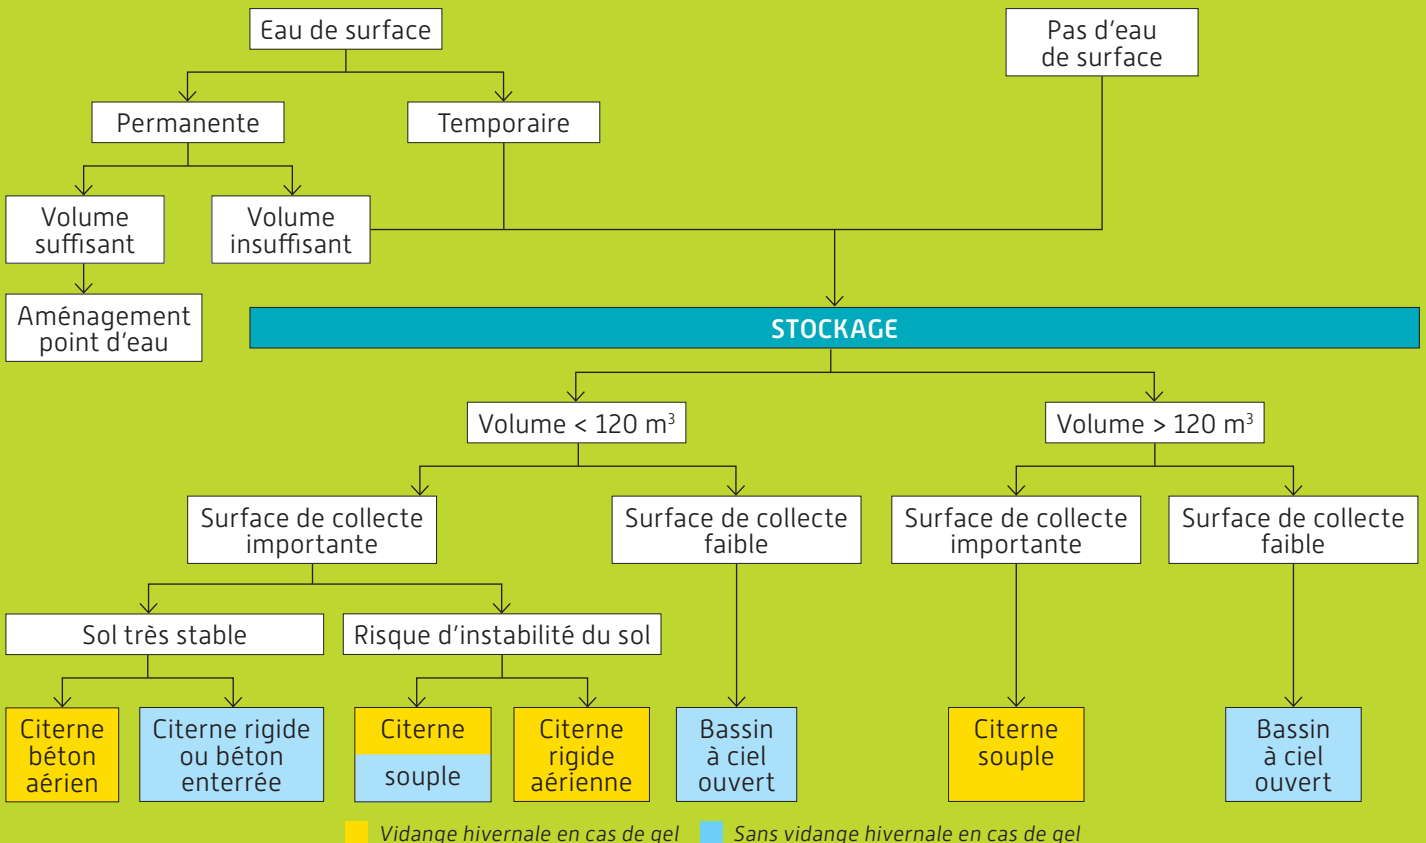 Eau de surface
Pas d'eau
de surface
Permanente
Temporaire
Volume
suffisant
Volume
insuffisant
Aménagement
point d'eau
STOCKAGE
Volume < 120 m³
Volume > 120 m³
Surface de collecte
importante
Surface de collecte
faible
Surface de collecte
importante
Surface de collecte
faible
Sol très stable
Risque d'instabilité du sol
Citerne
béton
aérien
Citerne rigide
ou béton
enterrée
Citerne
souple
Citerne
rigide
aérienne
Bassin
à ciel
ouvert
Citerne
souple
Bassin
à ciel
ouvert
Vidange hivernale en cas de gel
Sans vidange hivernale en cas de gel